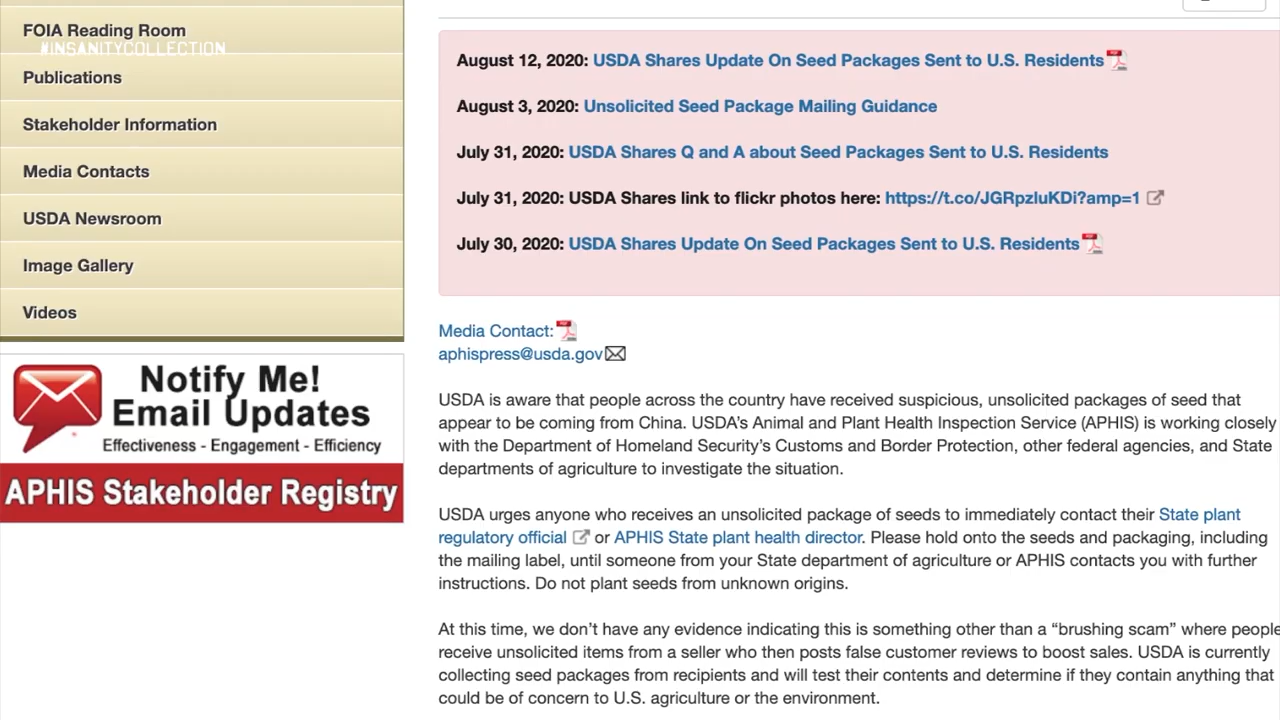 FOIA Reading Room
#INSANITYCOLLECTION
Publications
Stakeholder Information
Media Contacts
USDA Newsroom
Image Gallery
Videos
Notify Me!
Email Updates
Effectiveness - Engagement - Efficiency
APHIS Stakeholder Registry
August 12, 2020: USDA Shares Update On Seed Packages Sent to U.S. Residents
August 3, 2020: Unsolicited Seed Package Mailing Guidance
July 31, 2020: USDA Shares Q and A about Seed Packages Sent to U.S. Residents
July 31, 2020: USDA Shares link to flickr photos here: https://t.co/JGRpzluKDi?amp=1
July 30, 2020: USDA Shares Update On Seed Packages Sent to U.S. Residents
Media Contact:
aphispress@usda.gov
USDA is aware that people across the country have received suspicious, unsolicited packages of seed that
appear to be coming from China. USDA’s Animal and Plant Health Inspection Service (APHIS) is working closely
with the Department of Homeland Security’s Customs and Border Protection, other federal agencies, and State
departments of agriculture to investigate the situation.
USDA urges anyone who receives an unsolicited package of seeds to immediately contact their State plant
regulatory official or APHIS State plant health director. Please hold onto the seeds and packaging, including
the mailing label, until someone from your State department of agriculture or APHIS contacts you with further
instructions. Do not plant seeds from unknown origins.
At this time, we don’t have any evidence indicating this is something other than a “brushing scam” where people
receive unsolicited items from a seller who then posts false customer reviews to boost sales. USDA is currently
collecting seed packages from recipients and will test their contents and determine if they contain anything that
could be of concern to U.S. agriculture or the environment.